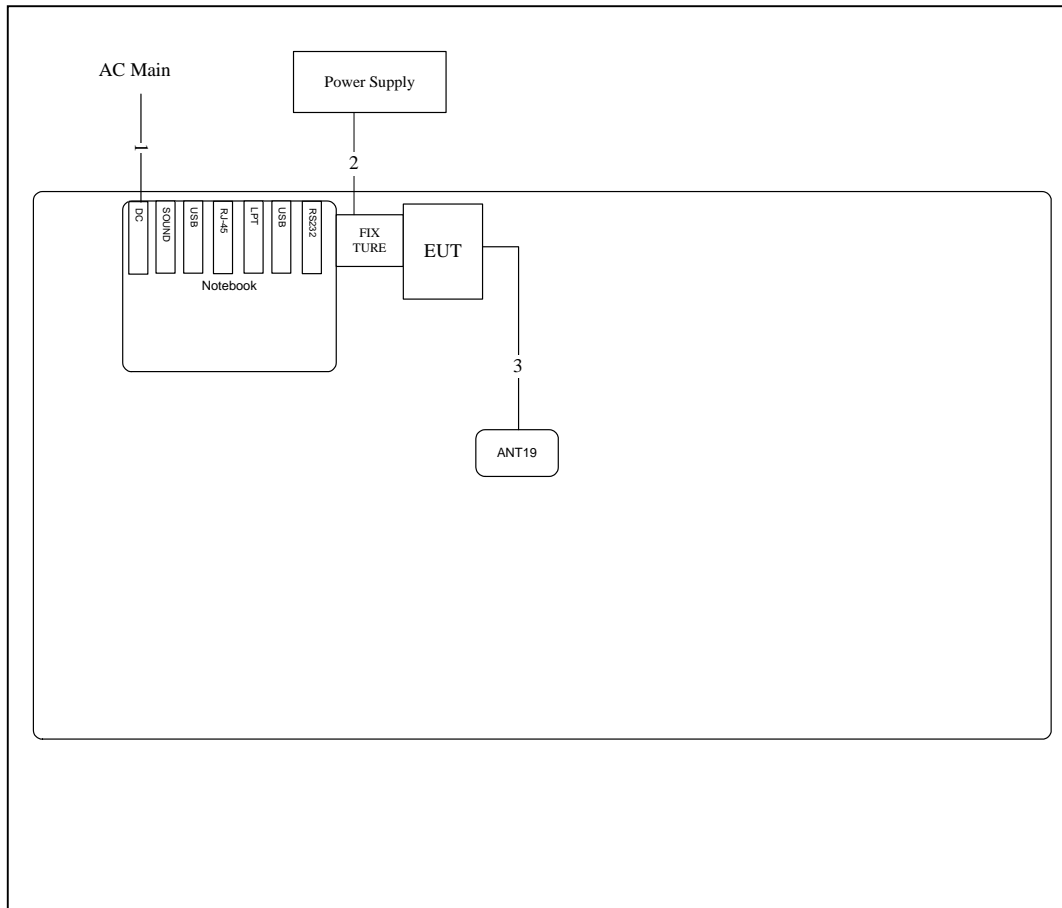 AC Main
Power Supply
1
2
DC
SOUND
USB
RJ-45
LPT
USB
RS232
FIX
TURE
EUT
Notebook
3
ANT19